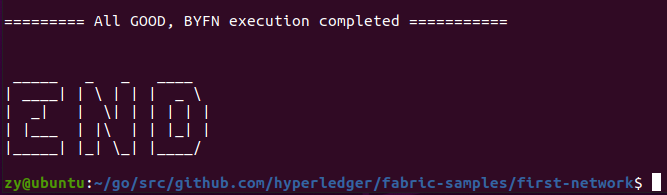 ========= All GOOD, BYFN execution completed ===========
END
zy@ubuntu:~/go/src/github.com/hyperledger/fabric-samples/first-network$